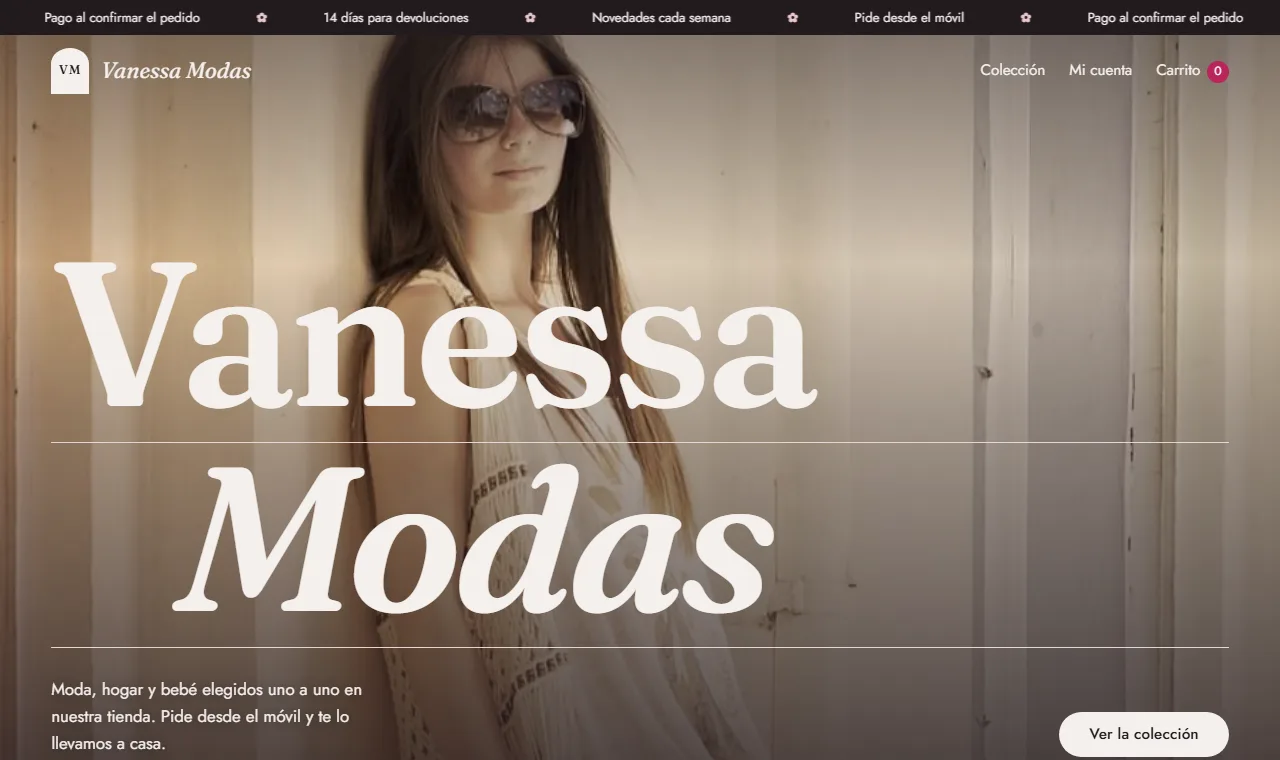 Pago al confirmar el pedido ✿ 14 días para devoluciones ✿ Novedades cada semana ✿ Pide desde el móvil ✿ Pago al confirmar el pedido
VM Vanessa Modas Colección Mi cuenta Carrito 0
Vanessa
Modas
Moda, hogar y bebé elegidos uno a uno en
nuestra tienda. Pide desde el móvil y te lo
llevamos a casa.
Ver la colección